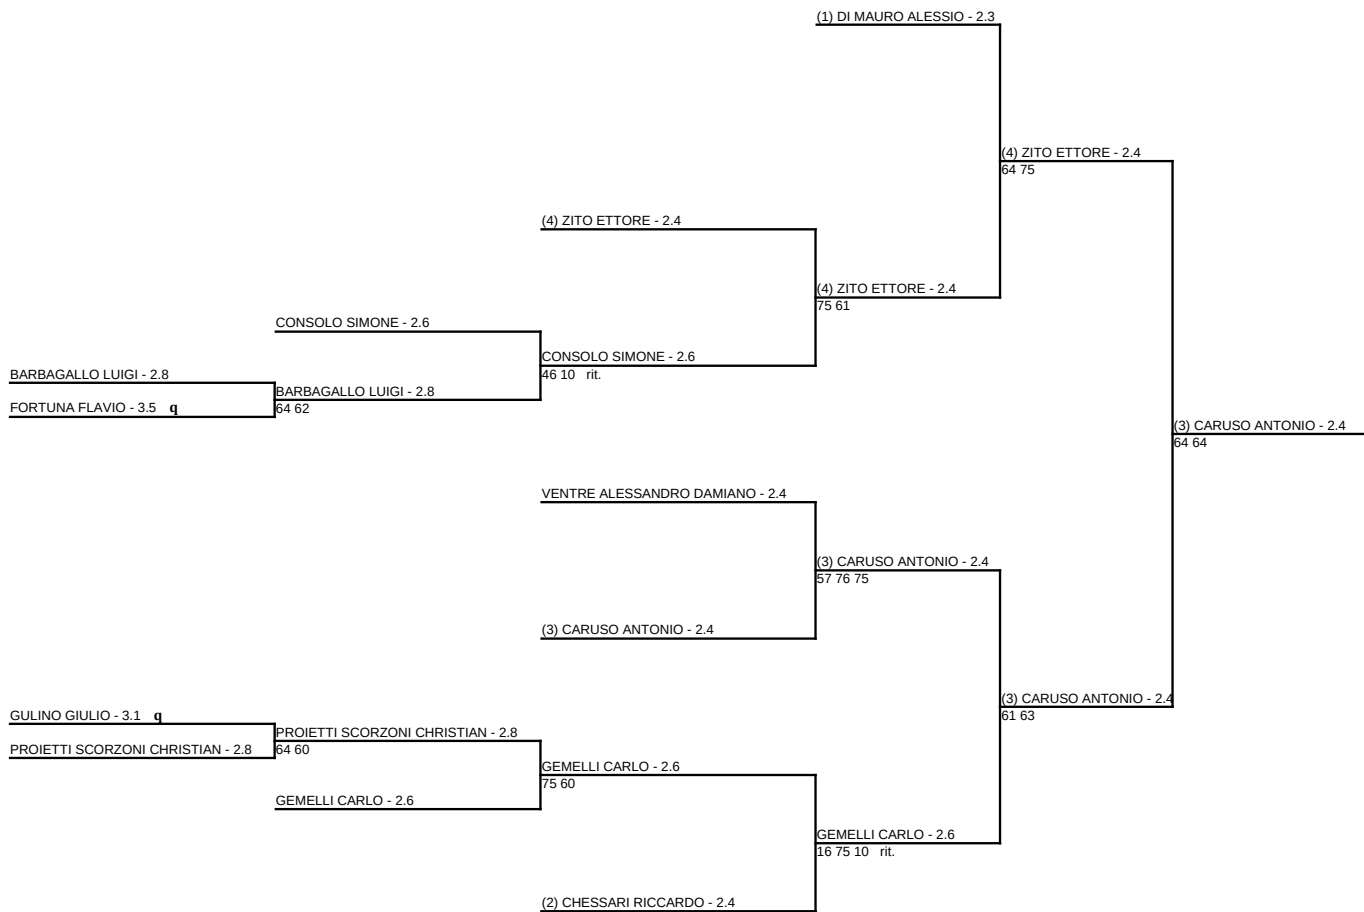 (1) DI MAURO ALESSIO - 2.3
(4) ZITO ETTORE - 2.4
64 75
(4) ZITO ETTORE - 2.4
(4) ZITO ETTORE - 2.4
75 61
CONSOLO SIMONE - 2.6
CONSOLO SIMONE - 2.6
46 10 rit.
BARBAGALLO LUIGI - 2.8
BARBAGALLO LUIGI - 2.8
64 62
FORTUNA FLAVIO - 3.5 q
(3) CARUSO ANTONIO - 2.4
64 64
VENTRE ALESSANDRO DAMIANO - 2.4
(3) CARUSO ANTONIO - 2.4
57 76 75
(3) CARUSO ANTONIO - 2.4
(3) CARUSO ANTONIO - 2.4
61 63
GULINO GIULIO - 3.1 q
PROIETTI SCORZONI CHRISTIAN - 2.8
64 60
PROIETTI SCORZONI CHRISTIAN - 2.8
GEMELLI CARLO - 2.6
75 60
GEMELLI CARLO - 2.6
GEMELLI CARLO - 2.6
16 75 10 rit.
(2) CHESSARI RICCARDO - 2.4